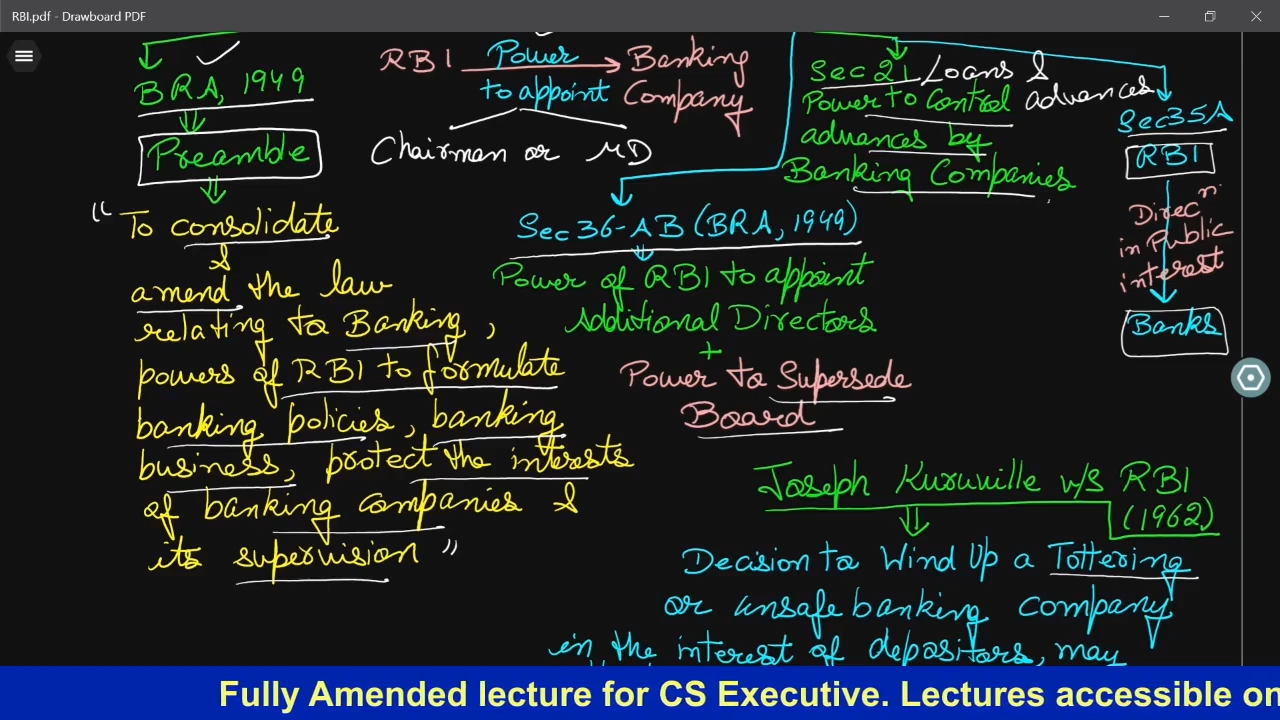 RBI.pdf - Drawboard PDF
BRA, 1949
Preamble
" To consolidate
&
amend the law
relating to Banking,
powers of RBI to formulate
banking policies, banking
business, protect the interests
of banking companies &
its supervision "
RBI Power to appoint Banking Company
Chairman or MD
Sec 21 Loans & advances
Power to Control
advances by
Banking Companies
Sec 35A
RBI
Direcⁿ
in Public
interest
Banks
Sec 36-AB (BRA, 1949)
Power of RBI to appoint
Additional Directors
+
Power to Supersede
Board
Joseph Kuruville v/s RBI
(1962)
Decision to Wind Up a Tottering
or unsafe banking company
in the interest of depositors, may
Fully Amended lecture for CS Executive. Lectures accessible on